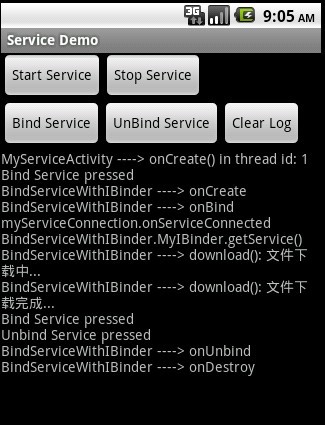 3G 9:05 AM
Service Demo
Start Service Stop Service
Bind Service UnBind Service Clear Log
MyServiceActivity ----> onCreate() in thread id: 1
Bind Service pressed
BindServiceWithIBinder ----> onCreate
BindServiceWithIBinder ----> onBind
myServiceConnection.onServiceConnected
BindServiceWithIBinder.MyIBinder.getService()
BindServiceWithIBinder ----> download(): 文件下
载中...
BindServiceWithIBinder ----> download(): 文件下
载完成...
Bind Service pressed
Unbind Service pressed
BindServiceWithIBinder ----> onUnbind
BindServiceWithIBinder ----> onDestroy